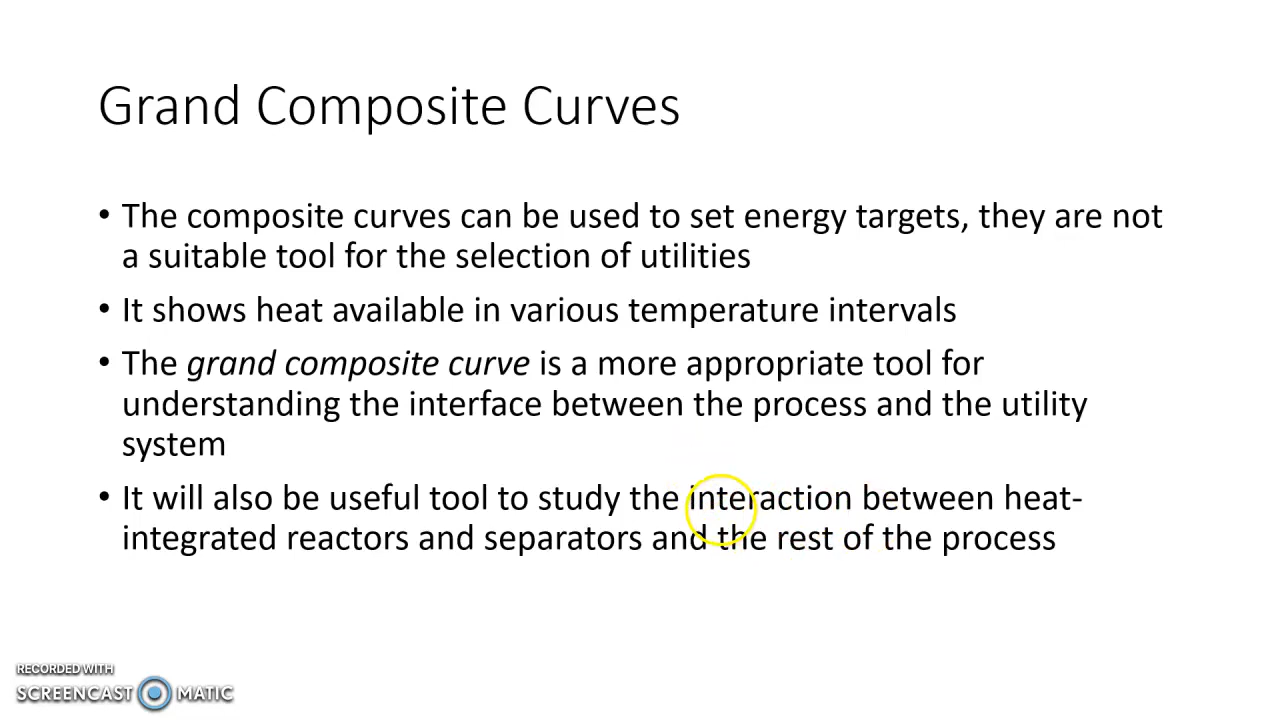 Grand Composite Curves
• The composite curves can be used to set energy targets, they are not
a suitable tool for the selection of utilities
• It shows heat available in various temperature intervals
• The grand composite curve is a more appropriate tool for
understanding the interface between the process and the utility
system
• It will also be useful tool to study the interaction between heat-
integrated reactors and separators and the rest of the process
RECORDED WITH
SCREENCAST MATIC